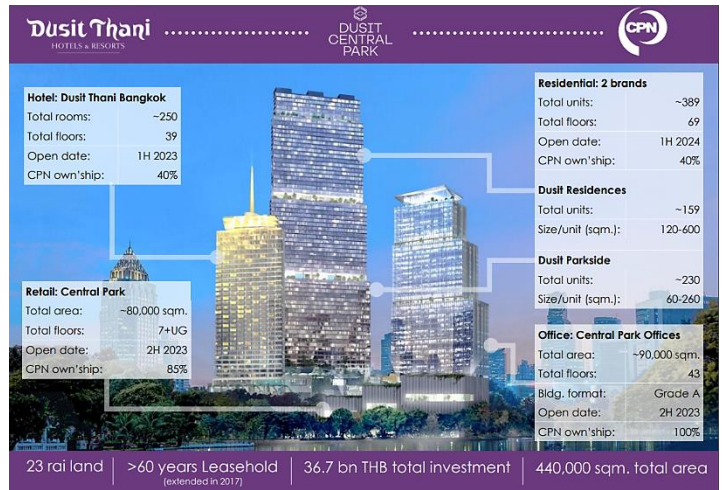 Dusit Thani
HOTELS & RESORTS
DUSIT
CENTRAL
PARK
CPN
Hotel: Dusit Thani Bangkok
Total rooms: ~250
Total floors: 39
Open date: 1H 2023
CPN own'ship: 40%
Retail: Central Park
Total area: ~80,000 sqm.
Total floors: 7+UG
Open date: 2H 2023
CPN own'ship: 85%
Residential: 2 brands
Total units: ~389
Total floors: 69
Open date: 1H 2024
CPN own'ship: 40%
Dusit Residences
Total units: ~159
Size/unit (sqm.): 120-600
Dusit Parkside
Total units: ~230
Size/unit (sqm.): 60-260
Office: Central Park Offices
Total area: ~90,000 sqm.
Total floors: 43
Bldg. format: Grade A
Open date: 2H 2023
CPN own'ship: 100%
23 rai land
>60 years Leasehold
(extended in 2017)
36.7 bn THB total investment
440,000 sqm. total area